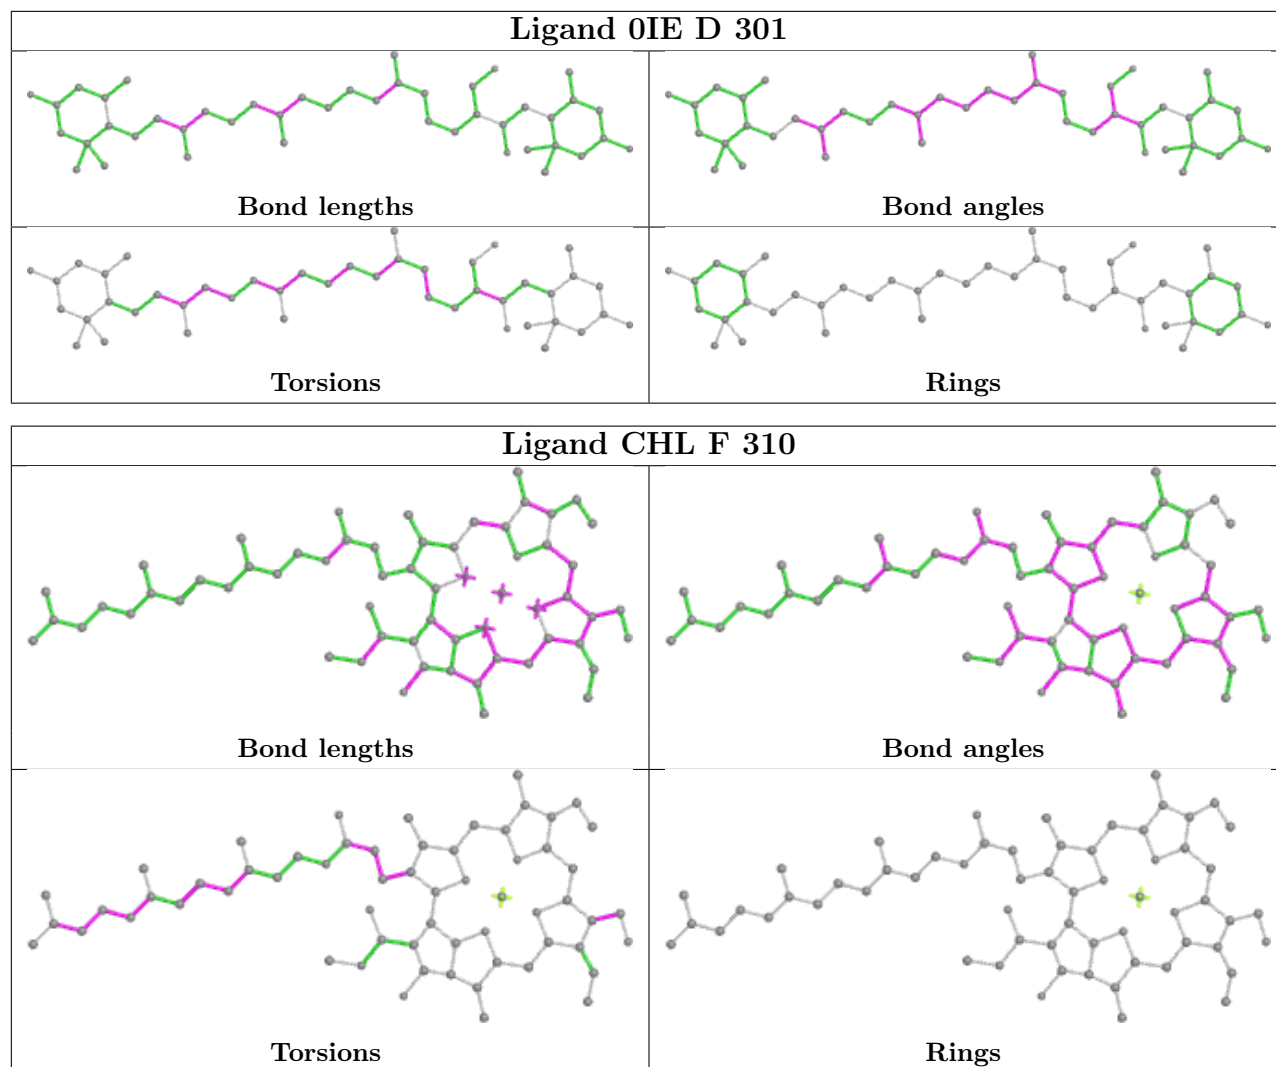 Ligand 0IE D 301
Bond lengths
Bond angles
Torsions
Rings
Ligand CHL F 310
Bond lengths
Bond angles
Torsions
Rings